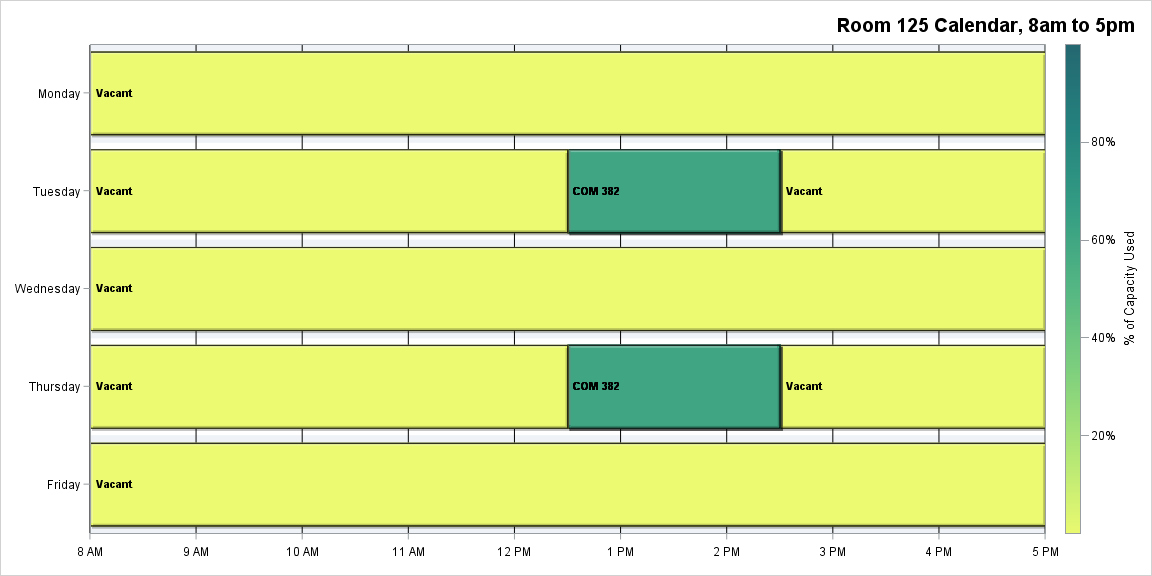 Room 125 Calendar, 8am to 5pm
Monday
Vacant
80%
Tuesday
Vacant
COM 382
Vacant
60%
% of Capacity Used
Wednesday
Vacant
40%
Thursday
Vacant
COM 382
Vacant
20%
Friday
Vacant
8 AM
9 AM
10 AM
11 AM
12 PM
1 PM
2 PM
3 PM
4 PM
5 PM